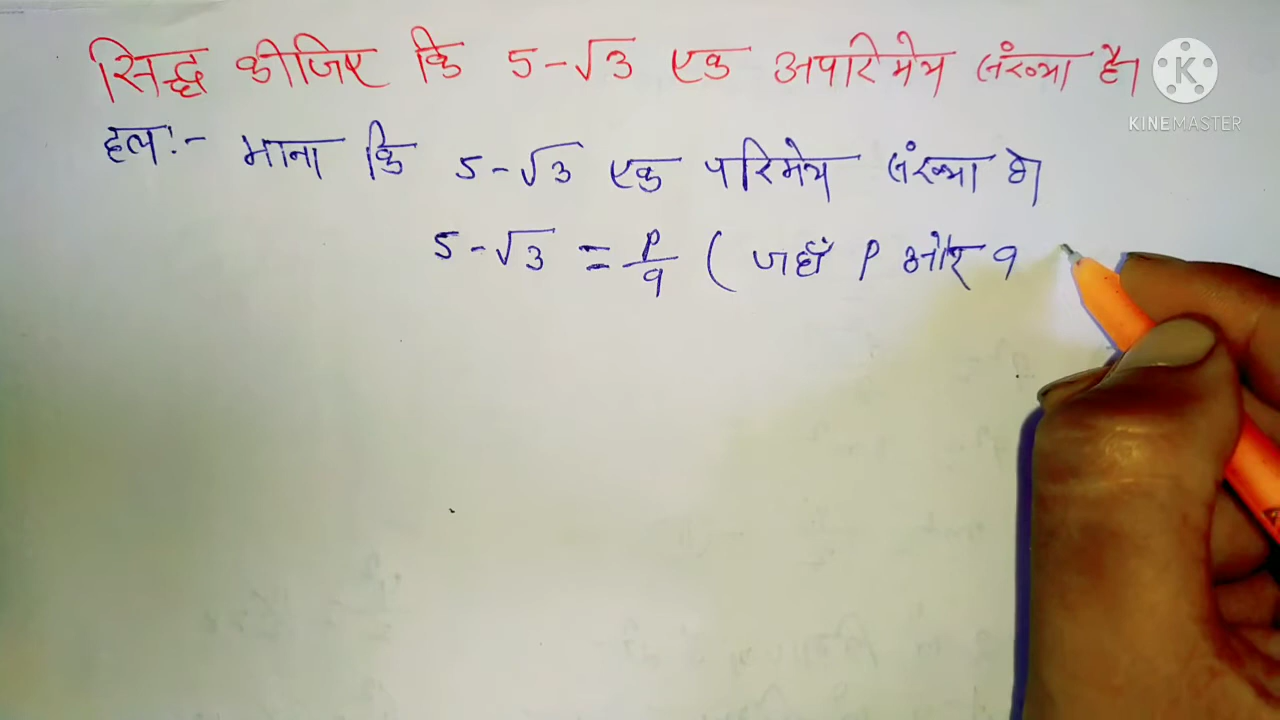 सिद्ध कीजिए कि 5-√3 एक अपरिमेय संख्या है।
K
KINEMASTER
हल:- माना कि 5-√3 एक परिमेय संख्या है।
5-√3 = p/q ( जहाँ p और q